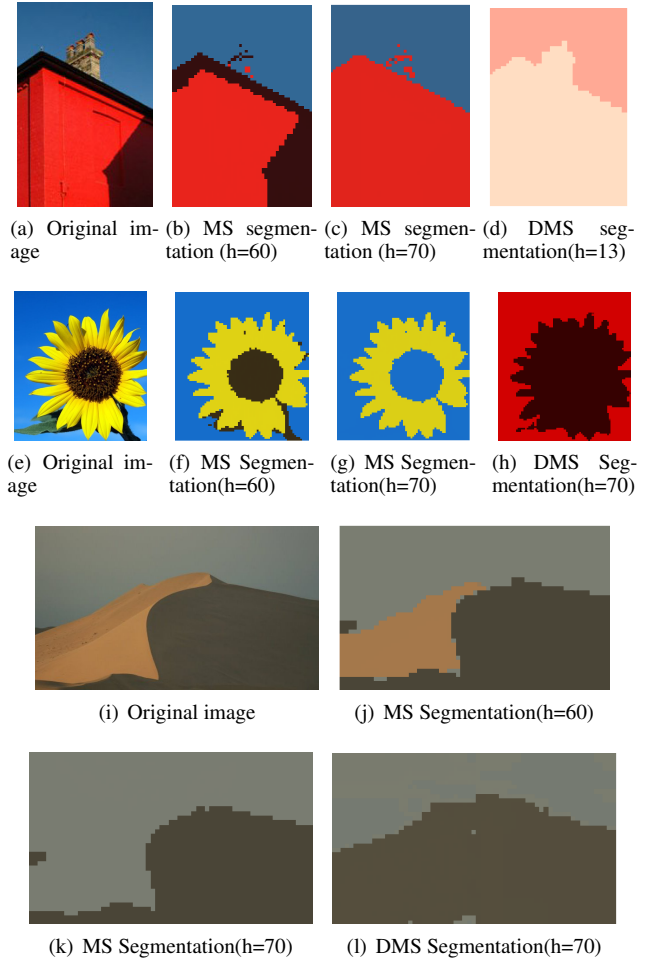 (a) Original im-
age
(b) MS segmen-
tation (h=60)
(c) MS segmen-
tation (h=70)
(d) DMS seg-
mentation(h=13)
(e) Original im-
age
(f) MS Segmen-
tation(h=60)
(g) MS Segmen-
tation(h=70)
(h) DMS Seg-
mentation(h=70)
(i) Original image
(j) MS Segmentation(h=60)
(k) MS Segmentation(h=70)
(l) DMS Segmentation(h=70)